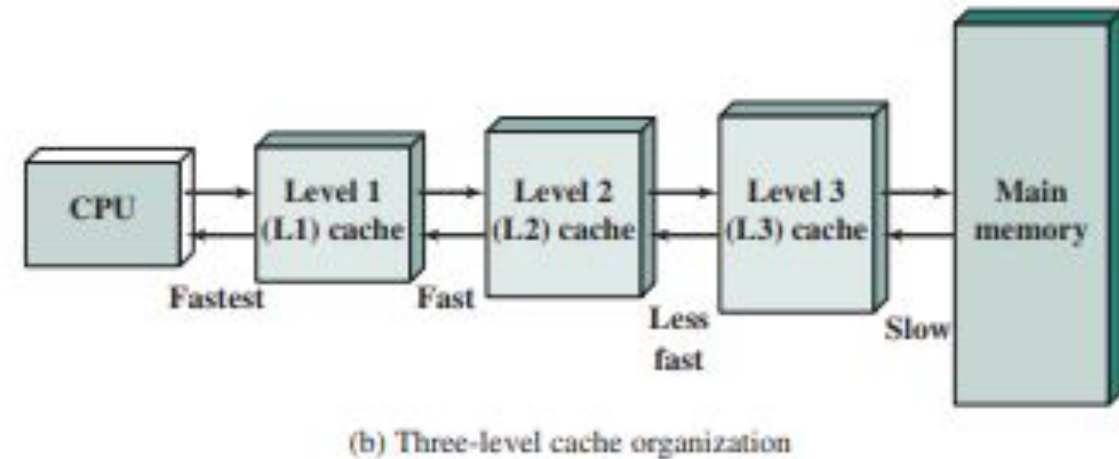 CPU
Level 1
(L1) cache
Level 2
(L2) cache
Level 3
(L3) cache
Main
memory
Fastest
Fast
Less
fast
Slow
(b) Three-level cache organization